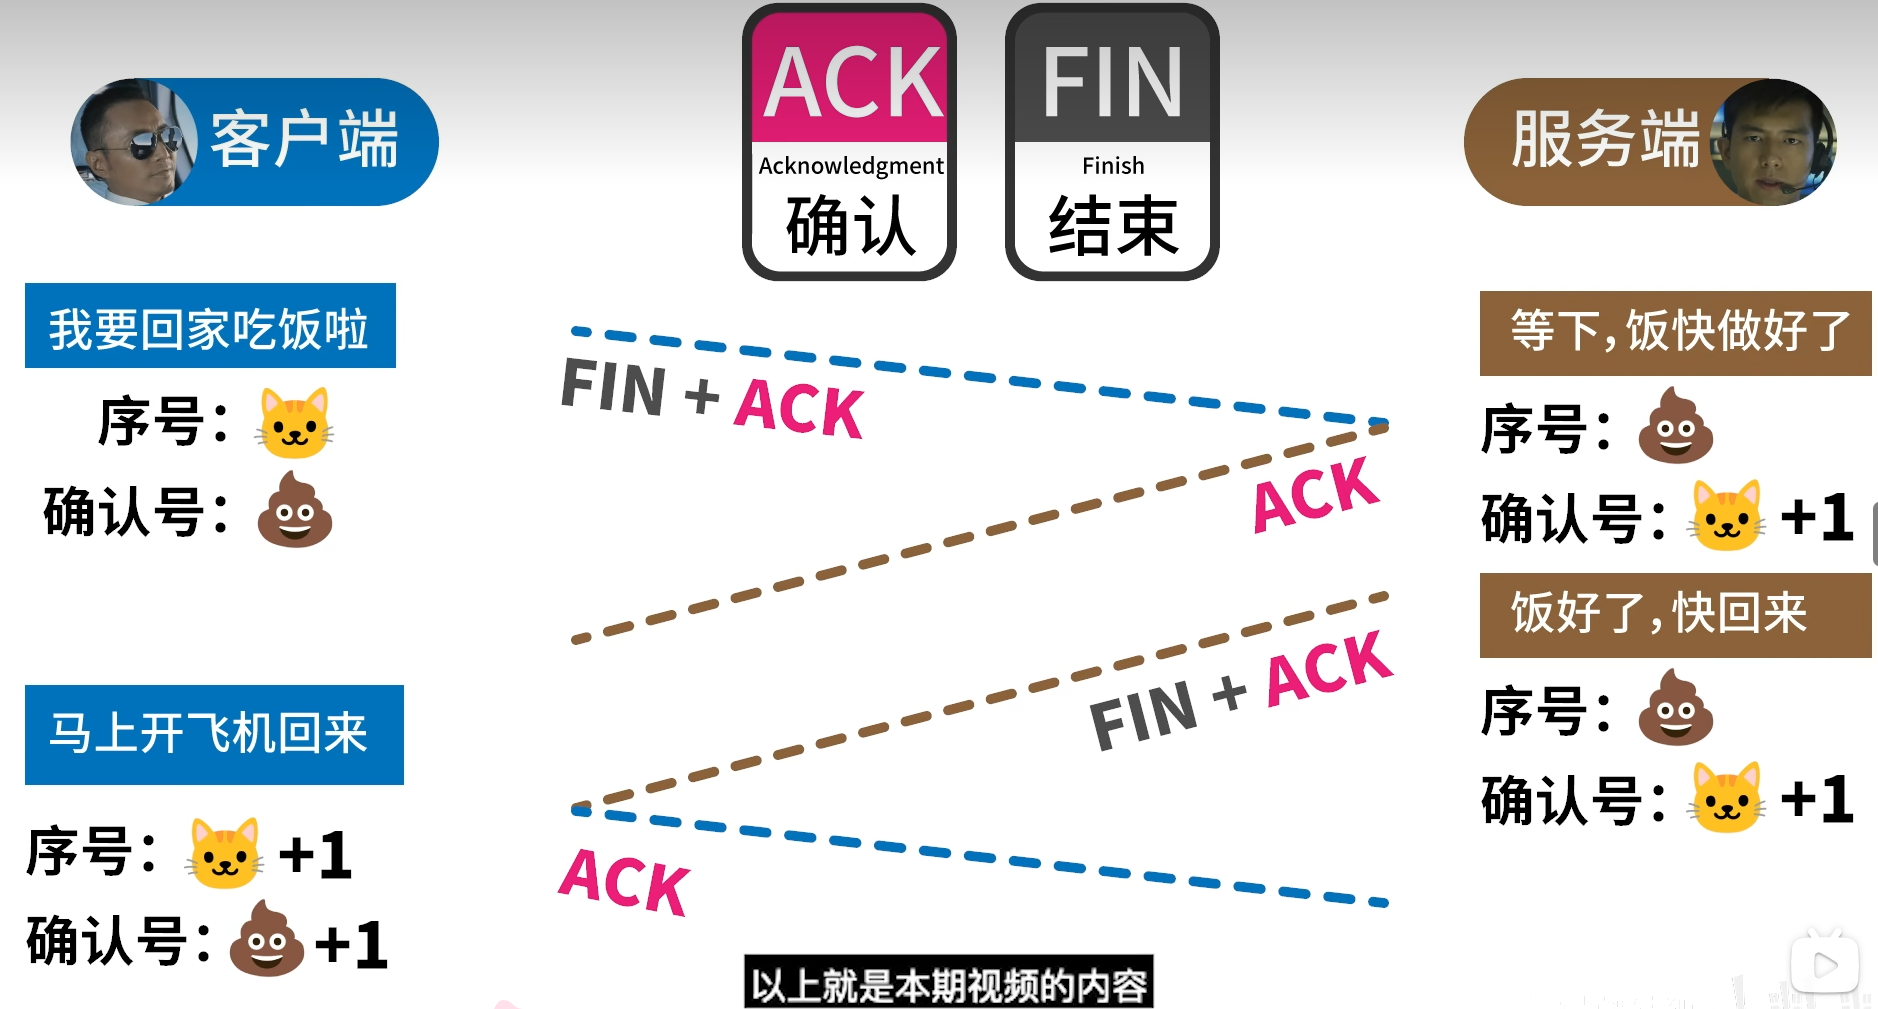 ACK
Acknowledgment
确认
FIN
Finish
结束
客户端
服务端
我要回家吃饭啦
序号：
确认号：
FIN + ACK
等下，饭快做好了
序号：
确认号： +1
ACK
饭好了，快回来
序号：
确认号： +1
FIN + ACK
马上开飞机回来
序号： +1
确认号： +1
ACK
以上就是本期视频的内容